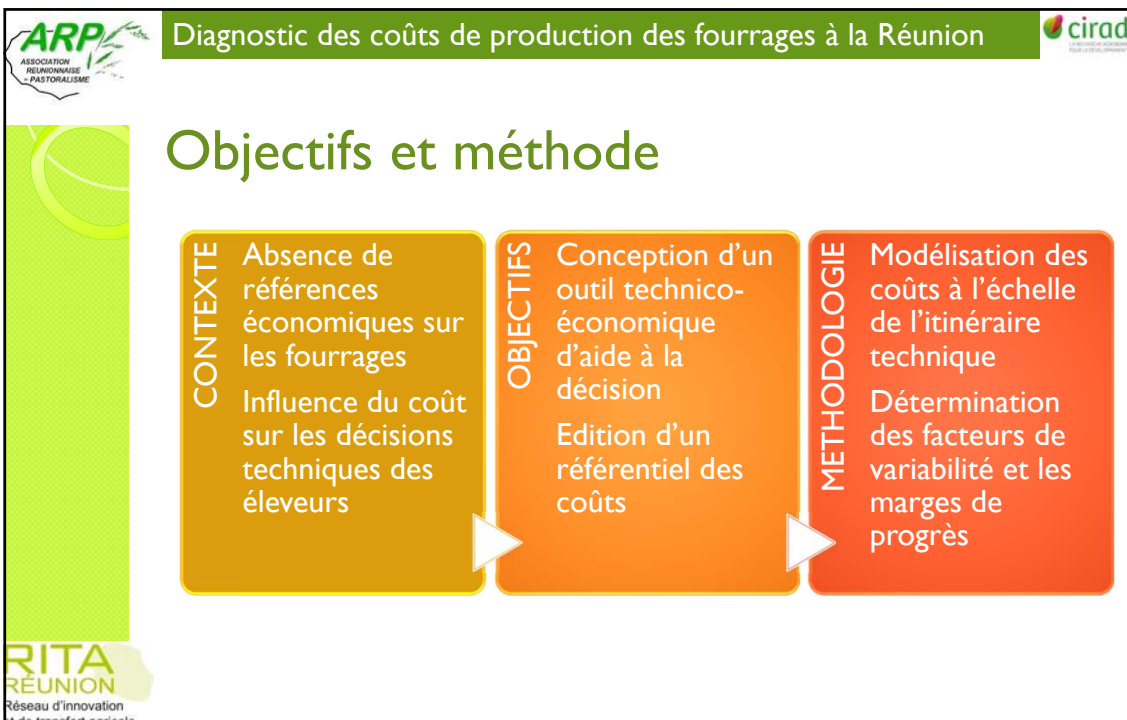 ARP
ASSOCIATION
REUNIONNAISE
PASTORALISME
Diagnostic des coûts de production des fourrages à la Réunion
cirad
Objectifs et méthode
CONTEXTE
Absence de
références
économiques sur
les fourrages
Influence du coût
sur les décisions
techniques des
éleveurs
OBJECTIFS
Conception d’un
outil technico-
économique
d’aide à la
décision
Edition d’un
référentiel des
coûts
METHODOLOGIE
Modélisation des
coûts à l’échelle
de l’itinéraire
technique
Détermination
des facteurs de
variabilité et les
marges de
progrès
RITA
RÉUNION
Réseau d'innovation